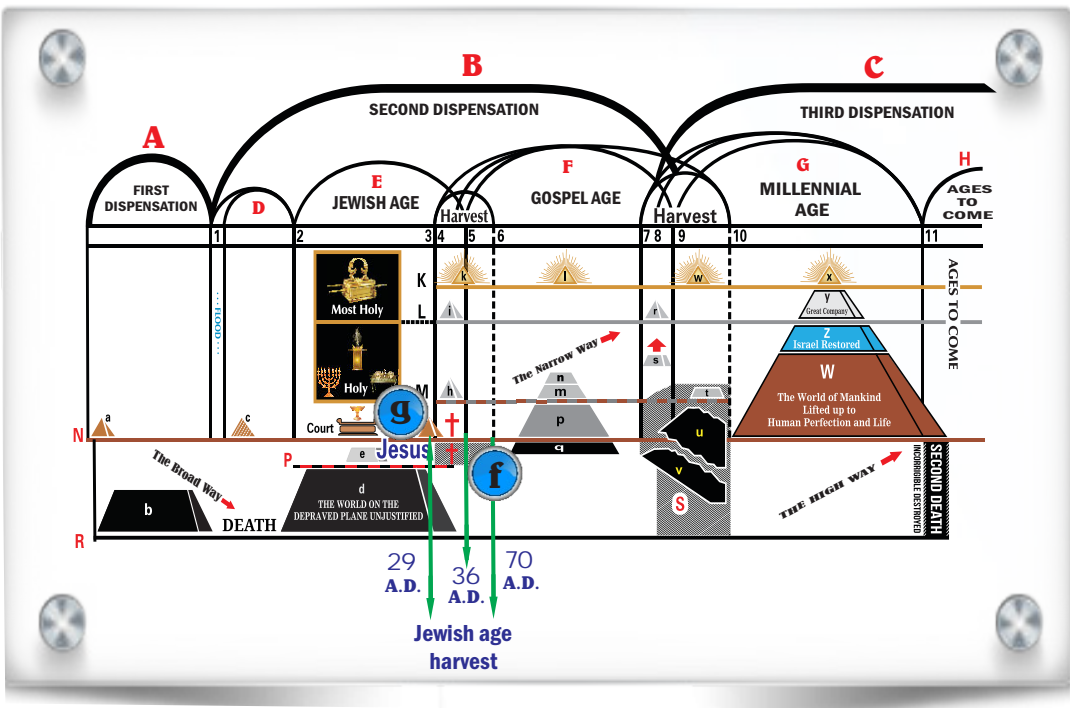 B
C
SECOND DISPENSATION
THIRD DISPENSATION
A
FIRST
DISPENSATION
D
E
JEWISH AGE
Harvest
F
GOSPEL AGE
Harvest
G
MILLENNIAL
AGE
H
AGES
TO
COME
1
2
3
4
5
6
7
8
9
10
11
FLOOD
Most Holy
Holy
Court
K
L
M
N
P
R
k
l
w
x
i
r
y
Great Company
Z
Israel Restored
W
The World of Mankind
Lifted up to
Human Perfection and Life
AGES TO COME
The Narrow Way
s
h
n
m
t
a
c
g
p
u
q
Jesus
e
f
v
S
The Broad Way
b
DEATH
d
THE WORLD ON THE
DEPRAVED PLANE UNJUSTIFIED
THE HIGH WAY
SECOND DEATH
INCORRIGIBLE DESTROYED
29
A.D.
36
A.D.
70
A.D.
Jewish age
harvest